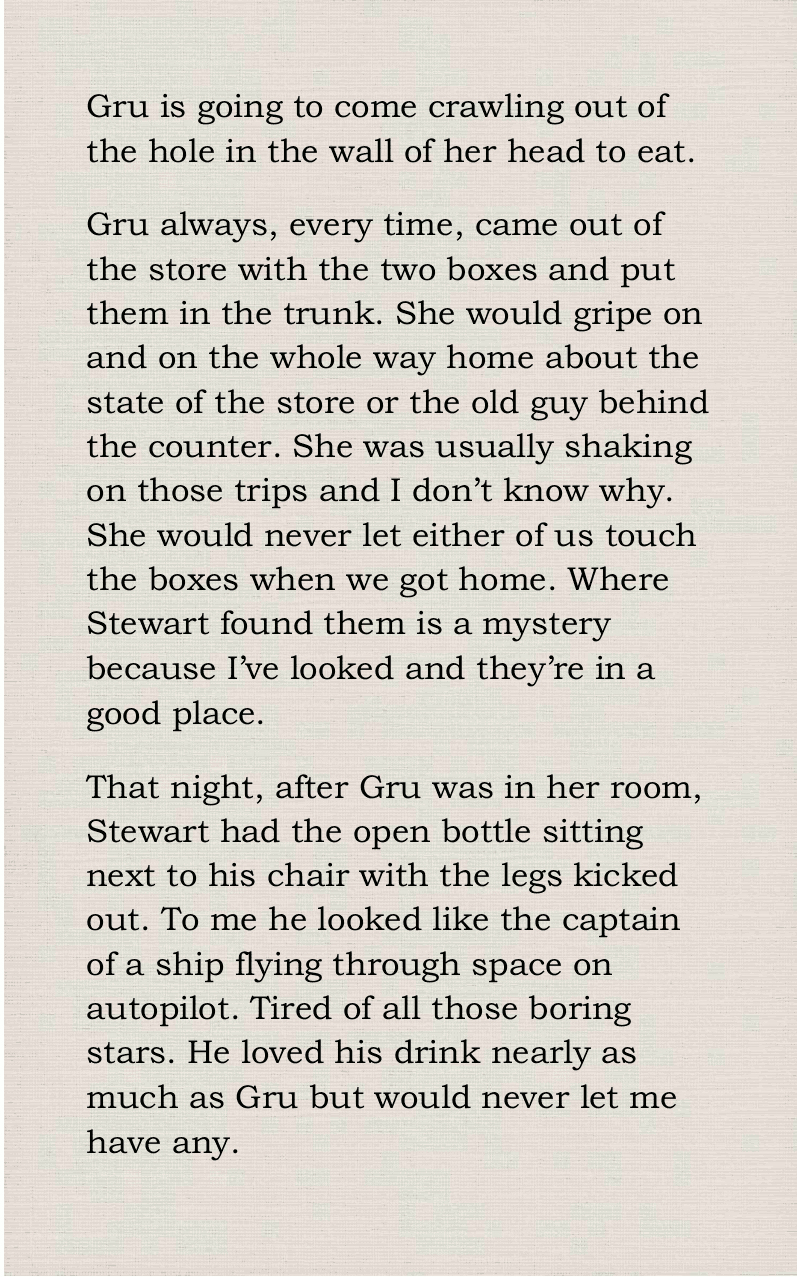 Gru is going to come crawling out of
the hole in the wall of her head to eat.
Gru always, every time, came out of
the store with the two boxes and put
them in the trunk. She would gripe on
and on the whole way home about the
state of the store or the old guy behind
the counter. She was usually shaking
on those trips and I don’t know why.
She would never let either of us touch
the boxes when we got home. Where
Stewart found them is a mystery
because I’ve looked and they’re in a
good place.
That night, after Gru was in her room,
Stewart had the open bottle sitting
next to his chair with the legs kicked
out. To me he looked like the captain
of a ship flying through space on
autopilot. Tired of all those boring
stars. He loved his drink nearly as
much as Gru but would never let me
have any.